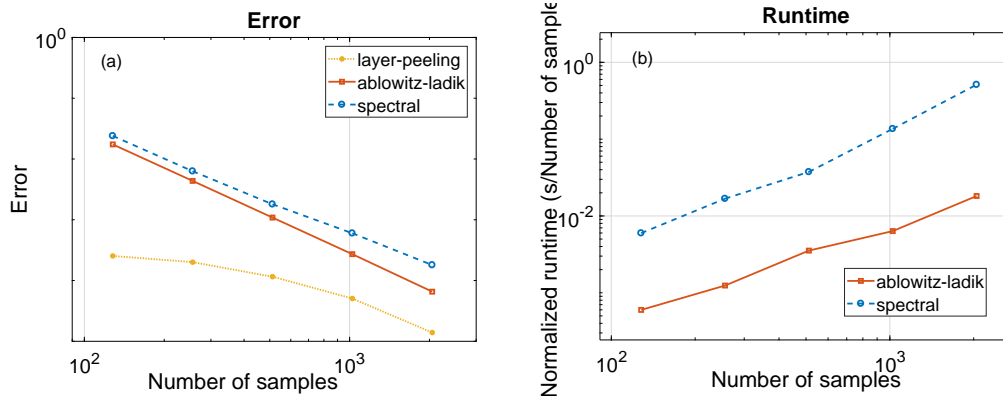 Error
10^0
(a)
layer-peeling
ablowitz-ladik
spectral
Error
10^2
10^3
Number of samples
Runtime
(b)
10^0
10^-2
Normalized runtime (s/Number of sample
ablowitz-ladik
spectral
10^2
10^3
Number of samples